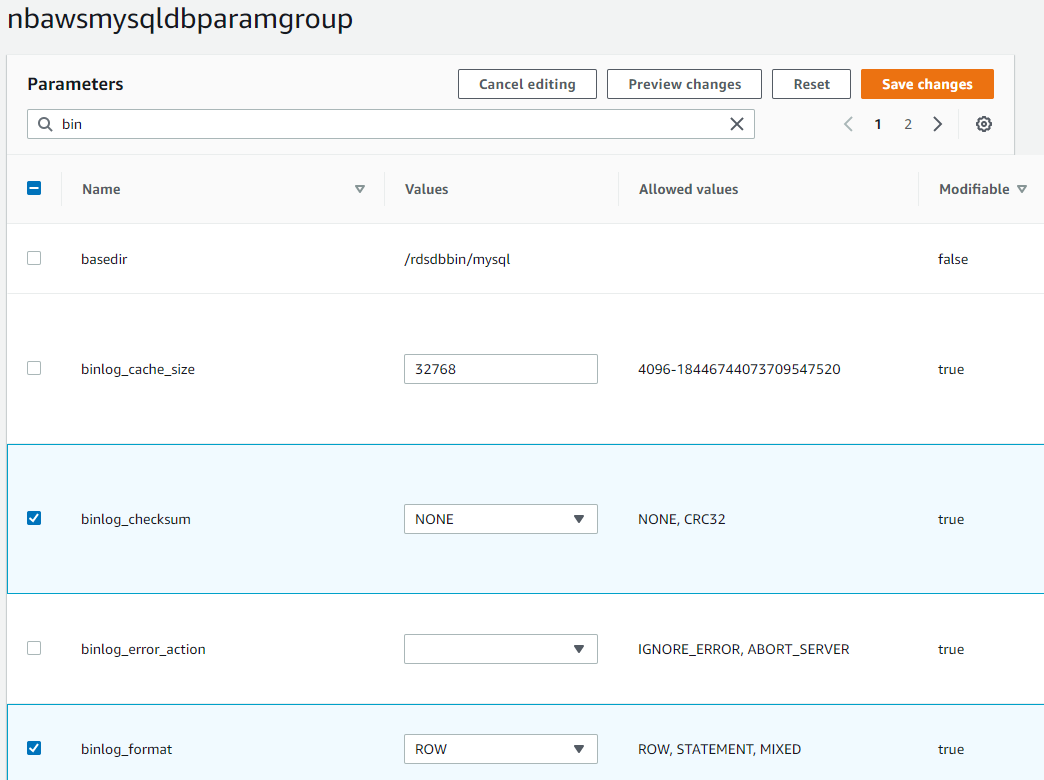 nbawsmysqldbparamgroup
Parameters Cancel editing Preview changes Reset Save changes
bin 1 2
Name Values Allowed values Modifiable
basedir /rdsdbbin/mysql false
binlog_cache_size 32768 4096-18446744073709547520 true
binlog_checksum NONE NONE, CRC32 true
binlog_error_action IGNORE_ERROR, ABORT_SERVER true
binlog_format ROW ROW, STATEMENT, MIXED true